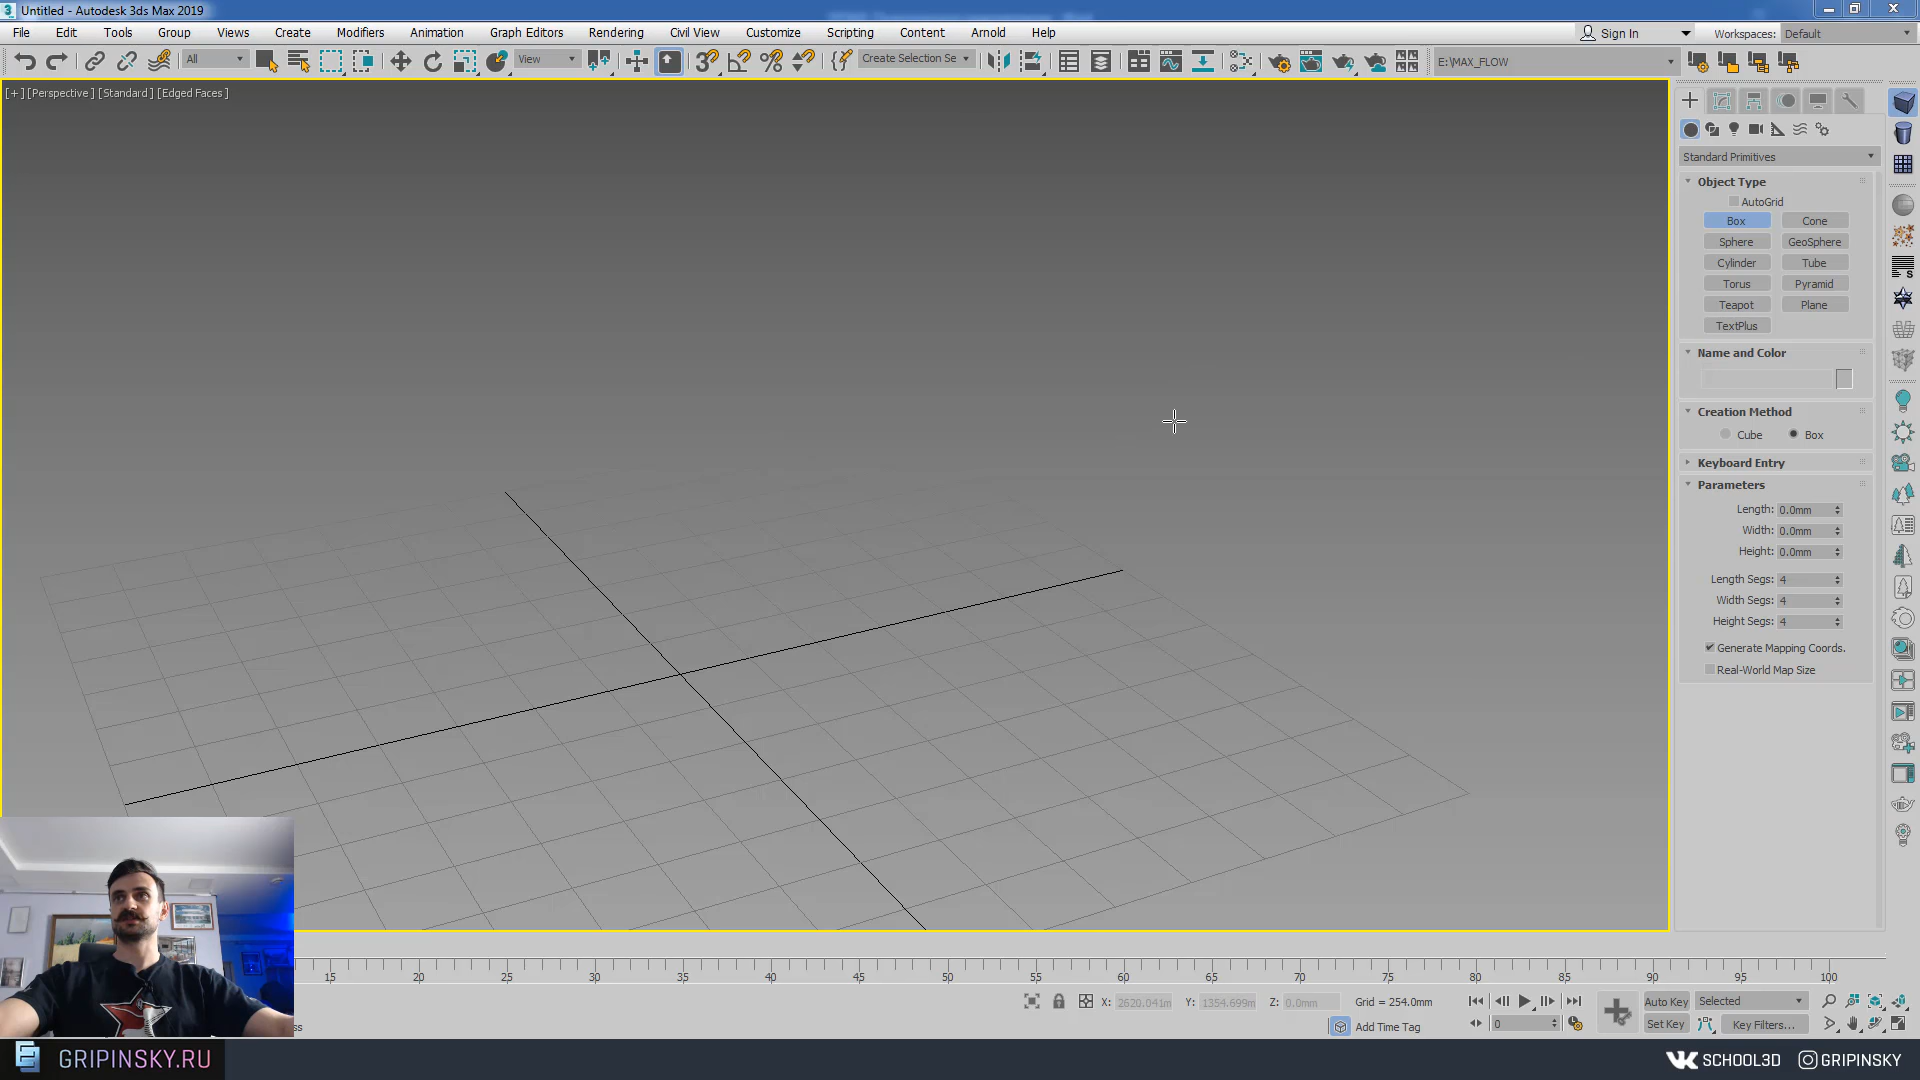 Untitled - Autodesk 3ds Max 2019
File Edit Tools Group Views Create Modifiers Animation Graph Editors Rendering Civil View Customize Scripting Content Arnold Help
Sign In
Workspaces: Default
All
View
Create Selection Se
E:\MAX_FLOW
[+] [Perspective] [Standard] [Edged Faces]
Standard Primitives
Object Type
AutoGrid
Box Cone
Sphere GeoSphere
Cylinder Tube
Torus Pyramid
Teapot Plane
TextPlus
Name and Color
Creation Method
Cube Box
Keyboard Entry
Parameters
Length: 0.0mm
Width: 0.0mm
Height: 0.0mm
Length Segs: 4
Width Segs: 4
Height Segs: 4
Generate Mapping Coords.
Real-World Map Size
15 20 25 30 35 40 45 50 55 60 65 70 75 80 85 90 95 100
X: 2620.041m Y: 1354.699m Z: 0.0mm Grid = 254.0mm
Auto Key Selected
Add Time Tag
0
Set Key Key Filters...
GRIPINSKY.RU
SCHOOL3D GRIPINSKY